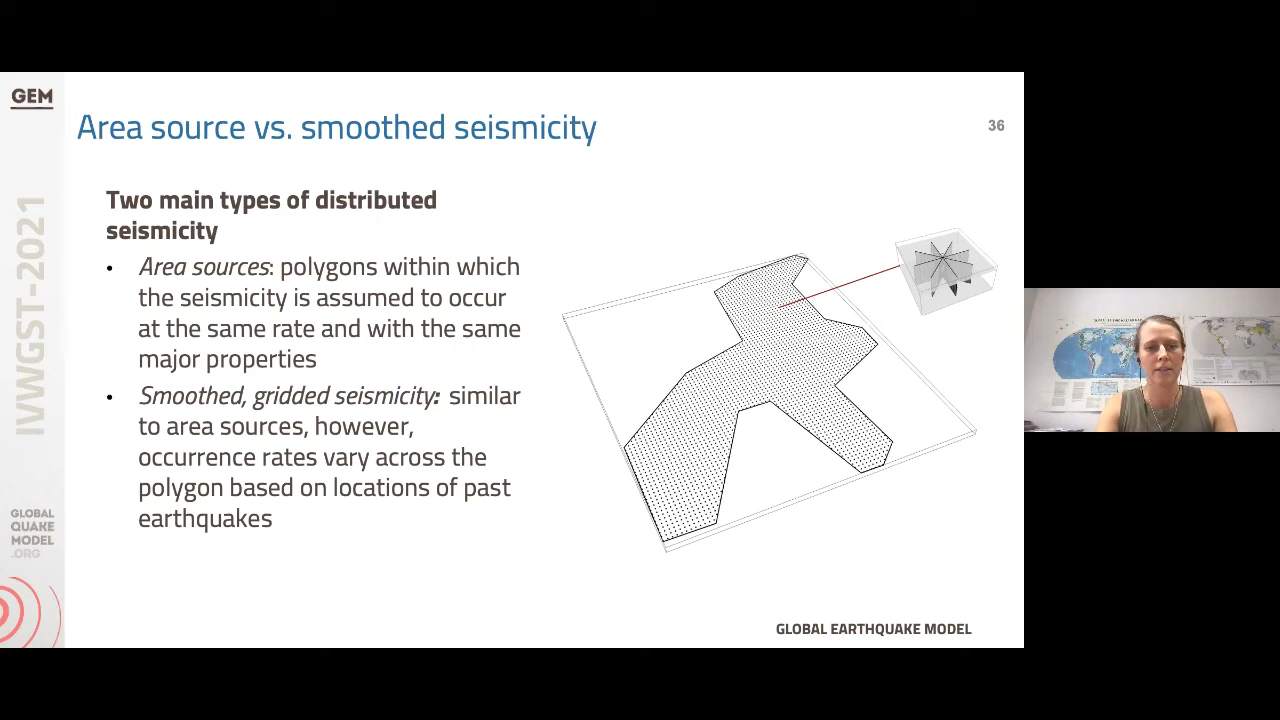 GEM
Area source vs. smoothed seismicity
36
IVWGST-2021
Two main types of distributed
seismicity
• Area sources: polygons within which
the seismicity is assumed to occur
at the same rate and with the same
major properties
• Smoothed, gridded seismicity: similar
to area sources, however,
occurrence rates vary across the
polygon based on locations of past
earthquakes
GLOBAL
QUAKE
MODEL
.ORG
GLOBAL EARTHQUAKE MODEL